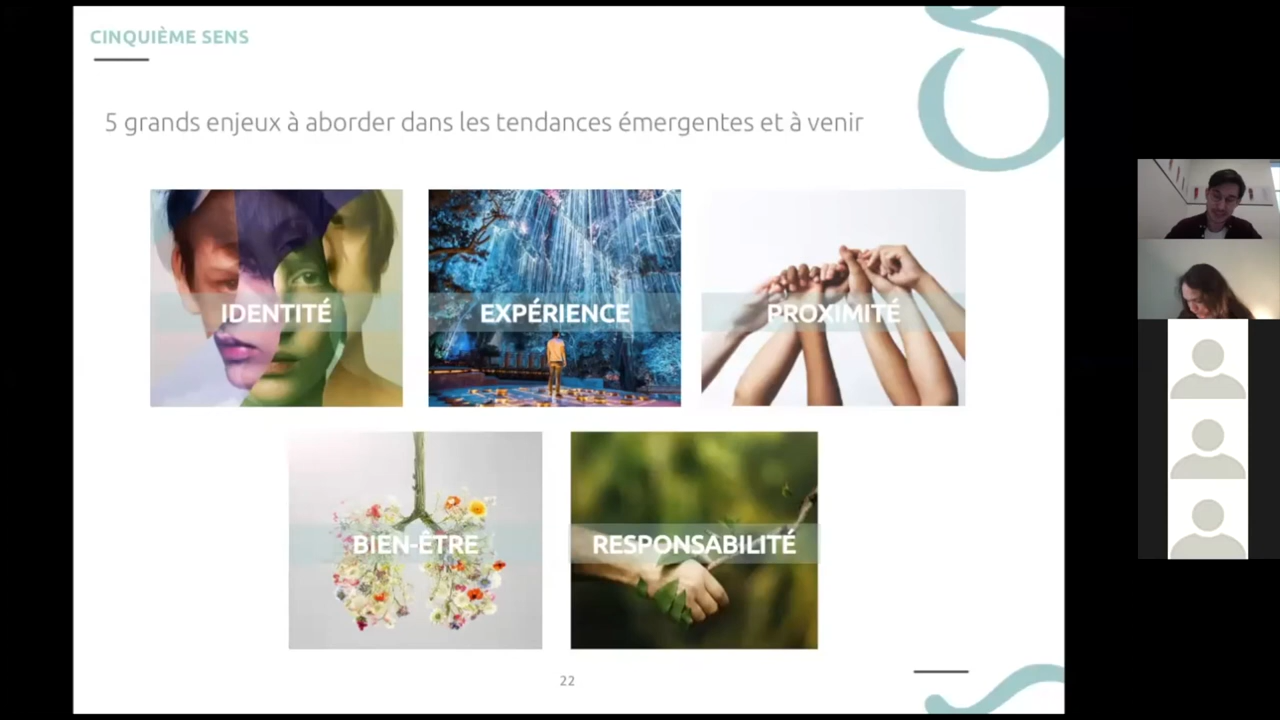 CINQUIÈME SENS
5 grands enjeux à aborder dans les tendances émergentes et à venir
IDENTITÉ
EXPÉRIENCE
PROXIMITÉ
BIEN-ÊTRE
RESPONSABILITÉ
22